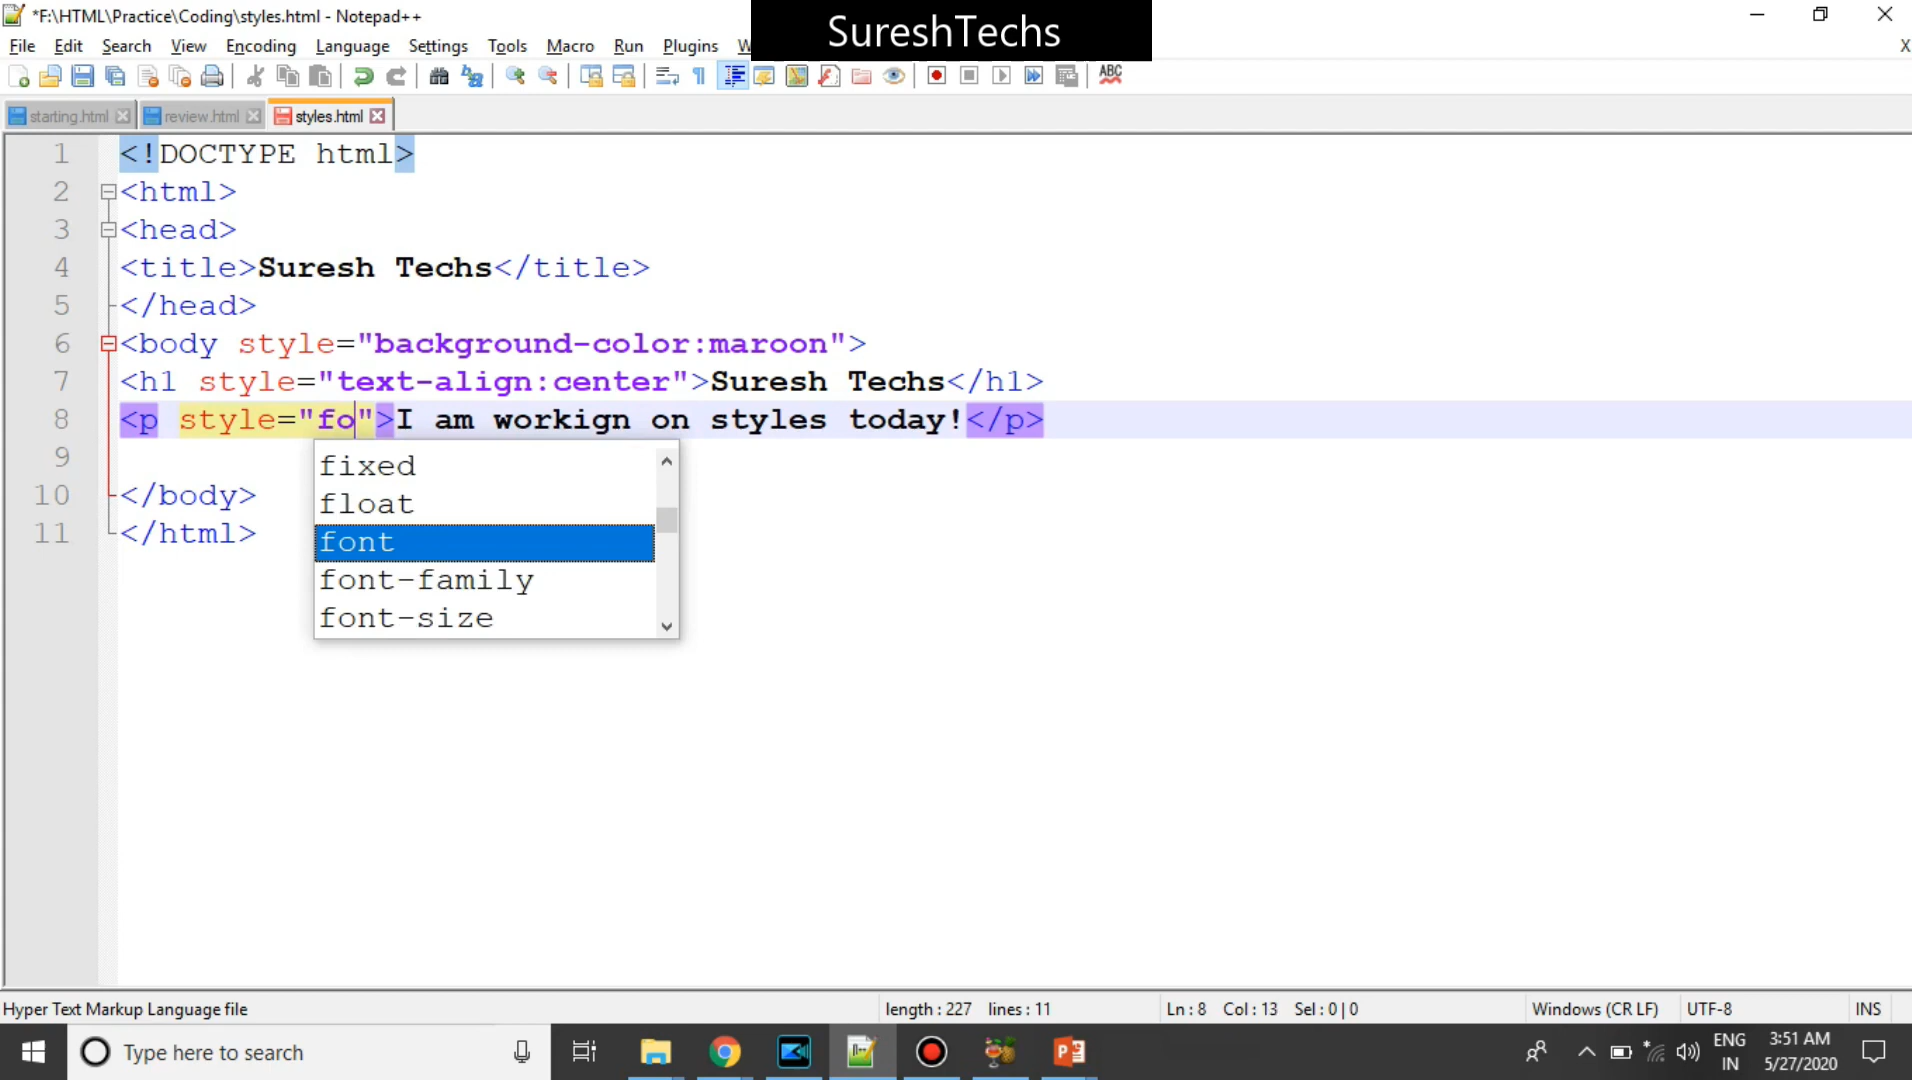 *F:\HTML\Practice\Coding\styles.html - Notepad++
SureshTechs
File Edit Search View Encoding Language Settings Tools Macro Run Plugins W X
ABC
starting.html review.html styles.html
1 <!DOCTYPE html>
2 <html>
3 <head>
4 <title>Suresh Techs</title>
5 </head>
6 <body style="background-color:maroon">
7 <h1 style="text-align:center">Suresh Techs</h1>
8 <p style="fo">I am workign on styles today!</p>
9
10 </body>
11 </html>
fixed
float
font
font-family
font-size
Hyper Text Markup Language file length : 227 lines : 11 Ln : 8 Col : 13 Sel : 0 | 0 Windows (CR LF) UTF-8 INS
Type here to search
ENG
IN
3:51 AM
5/27/2020